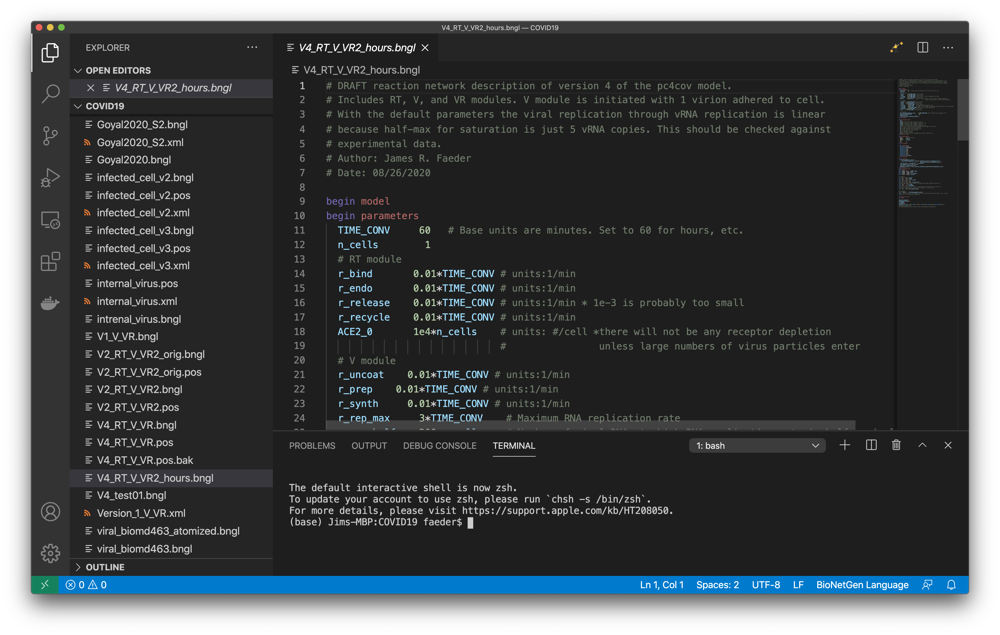 V4_RT_V_VR2_hours.bngl — COVID19
EXPLORER
OPEN EDITORS
V4_RT_V_VR2_hours.bngl
COVID19
Goyal2020_S2.bngl
Goyal2020_S2.xml
Goyal2020.bngl
infected_cell_v2.bngl
infected_cell_v2.pos
infected_cell_v2.xml
infected_cell_v3.bngl
infected_cell_v3.pos
infected_cell_v3.xml
internal_virus.pos
internal_virus.xml
intrenal_virus.bngl
V1_V_VR.bngl
V2_RT_V_VR2_orig.bngl
V2_RT_V_VR2_orig.pos
V2_RT_V_VR2.bngl
V2_RT_V_VR2.pos
V4_RT_V_VR.bngl
V4_RT_V_VR.pos
V4_RT_V_VR.pos.bak
V4_RT_V_VR2_hours.bngl
V4_test01.bngl
Version_1_V_VR.xml
viral_biomd463_atomized.bngl
viral_biomd463.bngl
OUTLINE
V4_RT_V_VR2_hours.bngl
V4_RT_V_VR2_hours.bngl
1 # DRAFT reaction network description of version 4 of the pc4cov model.
2 # Includes RT, V, and VR modules. V module is initiated with 1 virion adhered to cell.
3 # With the default parameters the viral replication through vRNA replication is linear
4 # because half-max for saturation is just 5 vRNA copies. This should be checked against
5 # experimental data.
6 # Author: James R. Faeder
7 # Date: 08/26/2020
8
9 begin model
10 begin parameters
11 TIME_CONV 60 # Base units are minutes. Set to 60 for hours, etc.
12 n_cells 1
13 # RT module
14 r_bind 0.01*TIME_CONV # units:1/min
15 r_endo 0.01*TIME_CONV # units:1/min
16 r_release 0.01*TIME_CONV # units:1/min * 1e-3 is probably too small
17 r_recycle 0.01*TIME_CONV # units:1/min
18 ACE2_0 1e4*n_cells # units: #/cell *there will not be any receptor depletion
19 # unless large numbers of virus particles enter
20 # V module
21 r_uncoat 0.01*TIME_CONV # units:1/min
22 r_prep 0.01*TIME_CONV # units:1/min
23 r_synth 0.01*TIME_CONV # units:1/min
24 r_rep_max 3*TIME_CONV # Maximum RNA replication rate
PROBLEMS OUTPUT DEBUG CONSOLE TERMINAL 1: bash
The default interactive shell is now zsh.
To update your account to use zsh, please run `chsh -s /bin/zsh`.
For more details, please visit https://support.apple.com/kb/HT208050.
(base) Jims-MBP:COVID19 faeder$
0 0 Ln 1, Col 1 Spaces: 2 UTF-8 LF BioNetGen Language